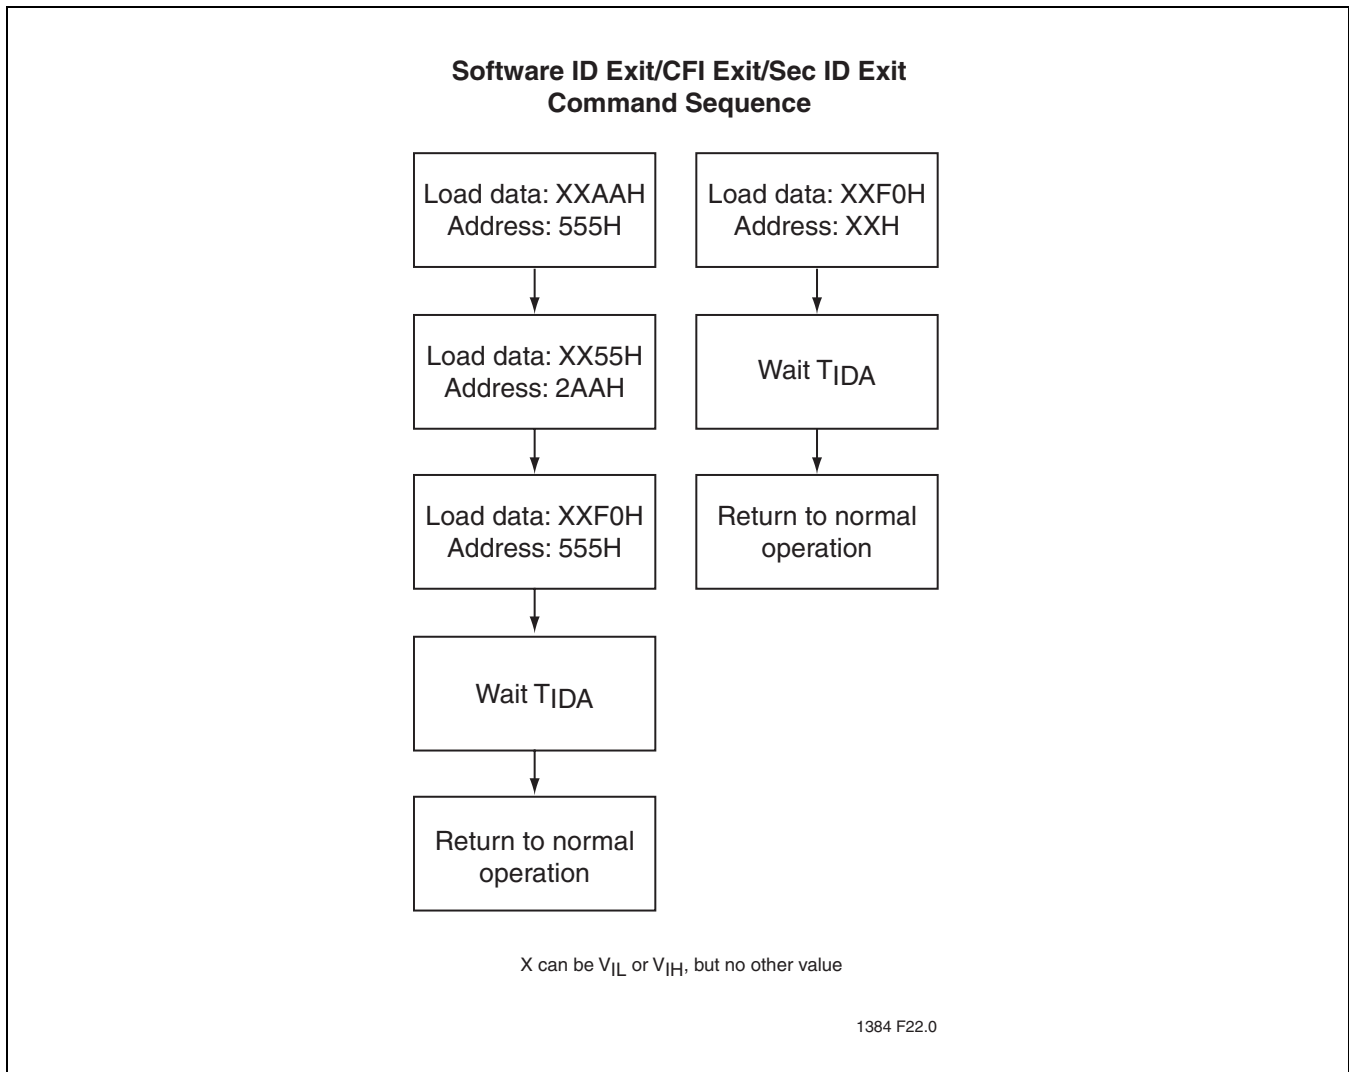 Software ID Exit/CFI Exit/Sec ID Exit
Command Sequence
Load data: XXAAH
Address: 555H
Load data: XX55H
Address: 2AAH
Load data: XXF0H
Address: 555H
Wait TIDA
Return to normal
operation
Load data: XXF0H
Address: XXH
Wait TIDA
Return to normal
operation
X can be VIL or VIH, but no other value
1384 F22.0